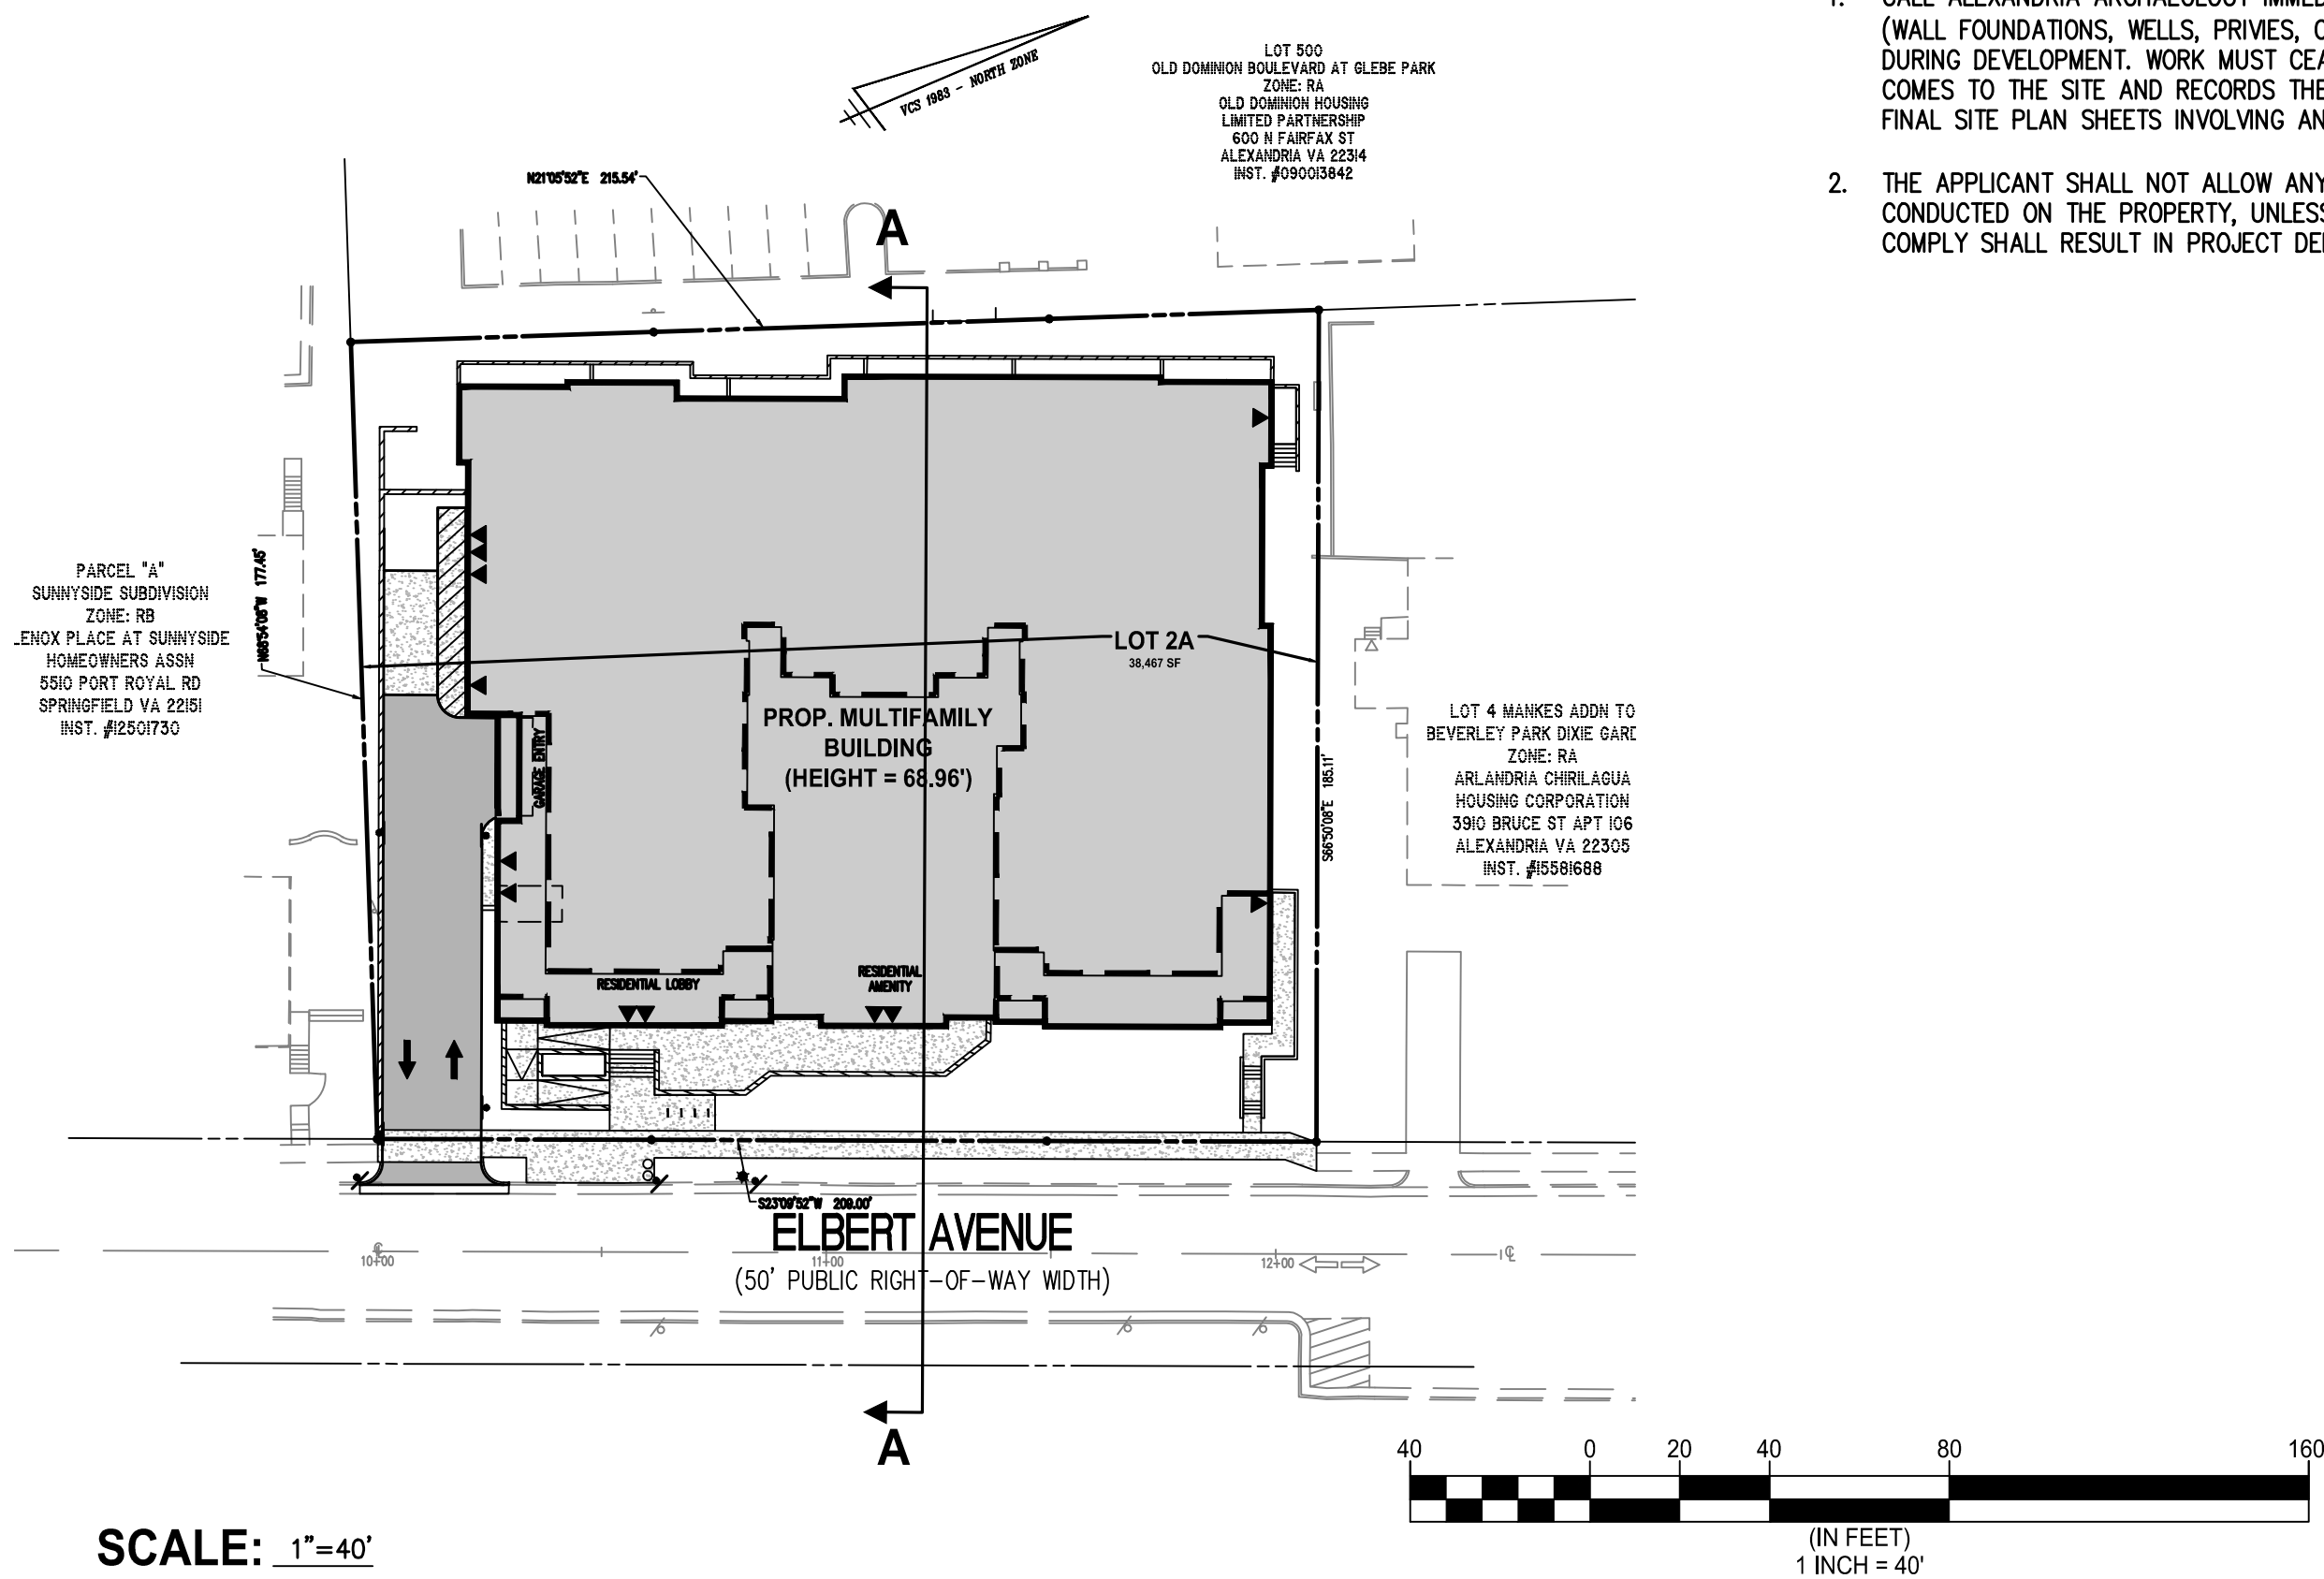 1. CALL ALEXANDRIA ARCHAEOLOGY
(WALL FOUNDATIONS, WELLS, PRIVIES,
DURING DEVELOPMENT. WORK MUST
COMES TO THE SITE AND RECORDS THE
FINAL SITE PLAN SHEETS INVOLVING
2. THE APPLICANT SHALL NOT ALLOW ANY
CONDUCTED ON THE PROPERTY, UNLESS
COMPLY SHALL RESULT IN PROJECT
VCS 1983 - NORTH ZONE
LOT 500
OLD DOMINION BOULEVARD AT GLEBE PARK
ZONE: RA
OLD DOMINION HOUSING
LIMITED PARTNERSHIP
600 N FAIRFAX ST
ALEXANDRIA VA 22314
INST. #090013842
N21°05'52"E 215.54'
A
PARCEL "A"
SUNNYSIDE SUBDIVISION
ZONE: RB
LENOX PLACE AT SUNNYSIDE
HOMEOWNERS ASSN
5510 PORT ROYAL RD
SPRINGFIELD VA 22151
INST. #12501730
177.45'
LOT 2A
38,467 SF
PROP. MULTIFAMILY
BUILDING
(HEIGHT = 68.96')
GARAGE ENTRY
S66°50'08"E 185.11'
LOT 4 MANKES ADDN TO
BEVERLEY PARK DIXIE
ZONE: RA
ARLANDRIA CHIRILAGUA
HOUSING CORPORATION
3910 BRUCE ST APT 106
ALEXANDRIA VA 22305
INST. #15581688
RESIDENTIAL LOBBY
RESIDENTIAL
AMENITY
S23°09'52"W 209.00'
ELBERT AVENUE
10+00
11+00
12+00
(50' PUBLIC RIGHT-OF-WAY WIDTH)
A
40 0 20 40 80 160
(IN FEET)
1 INCH = 40'
SCALE: 1"=40'